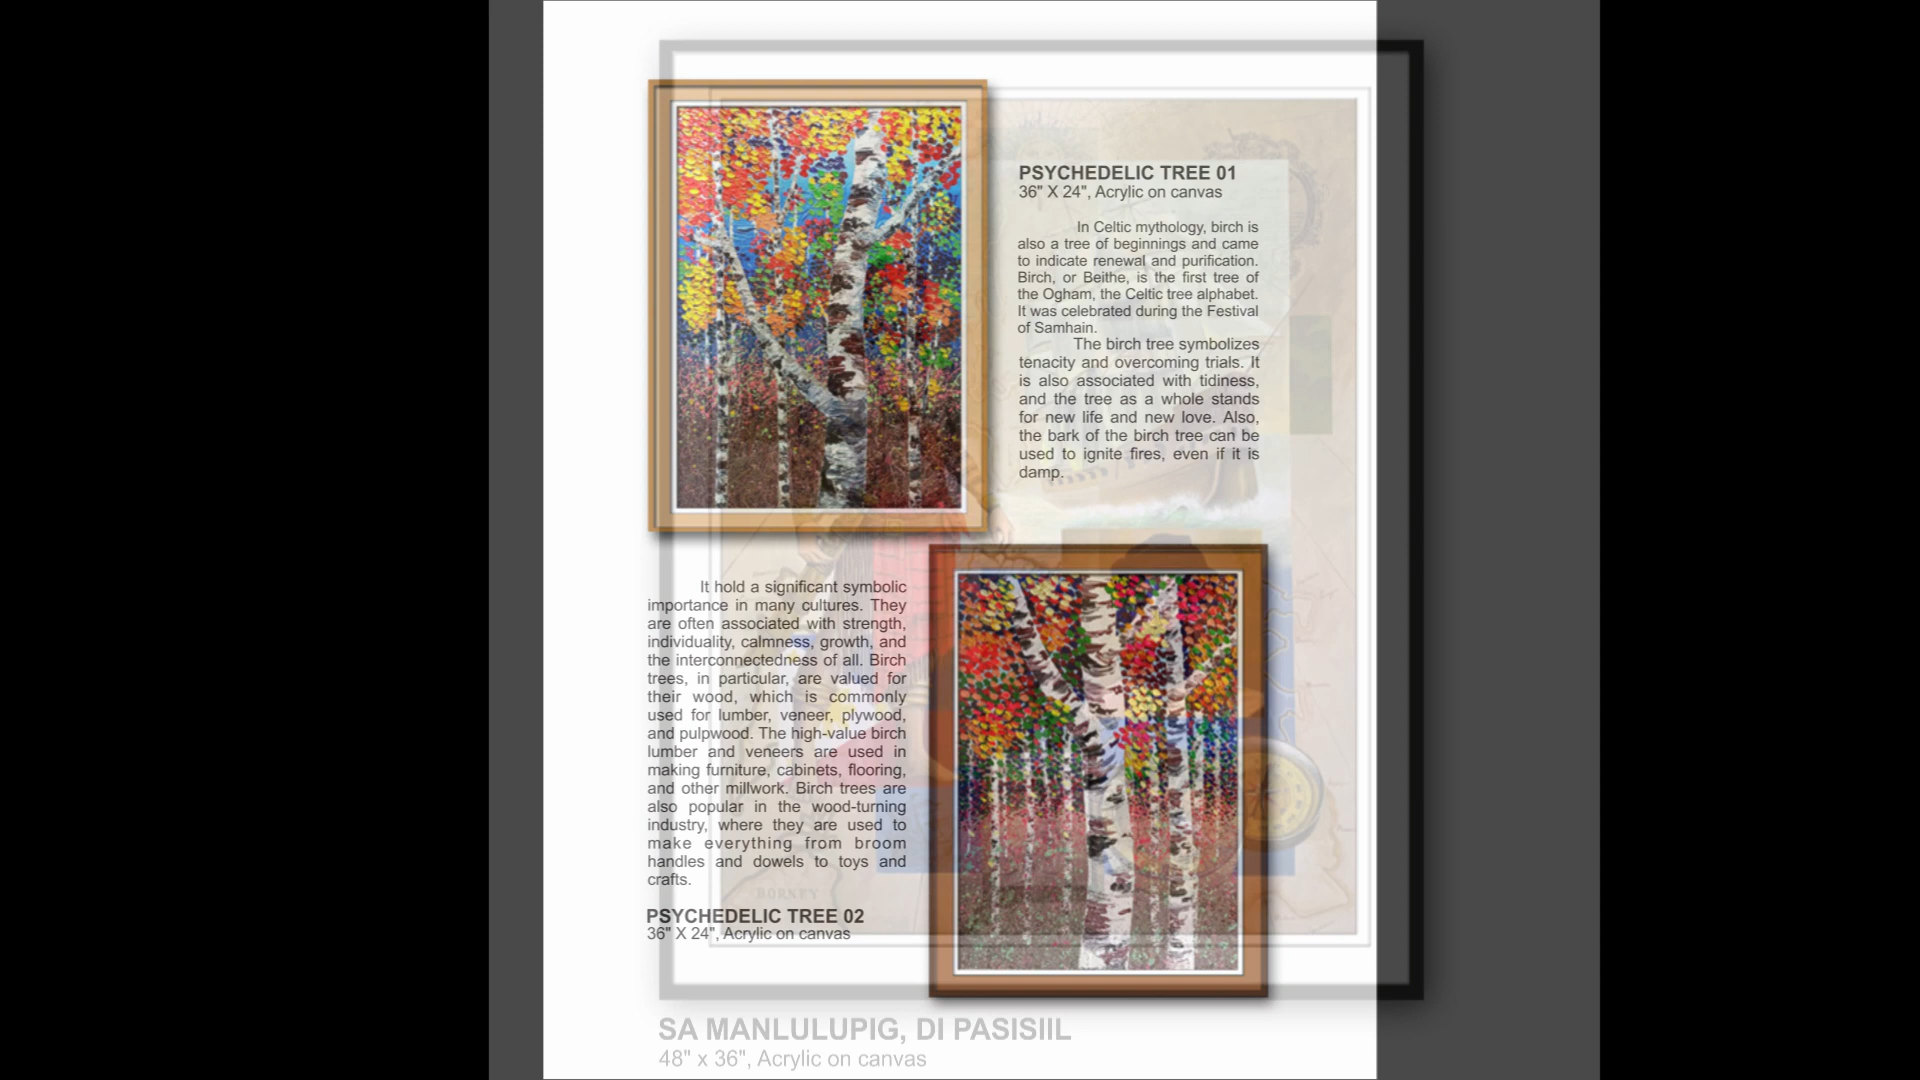 PSYCHEDELIC TREE 01
36" X 24", Acrylic on canvas
In Celtic mythology, birch is
also a tree of beginnings and came
to indicate renewal and purification.
Birch, or Beithe, is the first tree of
the Ogham, the Celtic tree alphabet.
It was celebrated during the Festival
of Samhain.
The birch tree symbolizes
tenacity and overcoming trials. It
is also associated with tidiness,
and the tree as a whole stands
for new life and new love. Also,
the bark of the birch tree can be
used to ignite fires, even if it is
damp.
It hold a significant symbolic
importance in many cultures. They
are often associated with strength,
individuality, calmness, growth, and
the interconnectedness of all. Birch
trees, in particular, are valued for
their wood, which is commonly
used for lumber, veneer, plywood,
and pulpwood. The high-value birch
lumber and veneers are used in
making furniture, cabinets, flooring,
and other millwork. Birch trees are
also popular in the wood-turning
industry, where they are used to
make everything from broom
handles and dowels to toys and
crafts.
BORNEY
PSYCHEDELIC TREE 02
36" X 24", Acrylic on canvas
SA MANLULUPIG, DI PASISIIL
48" x 36", Acrylic on canvas